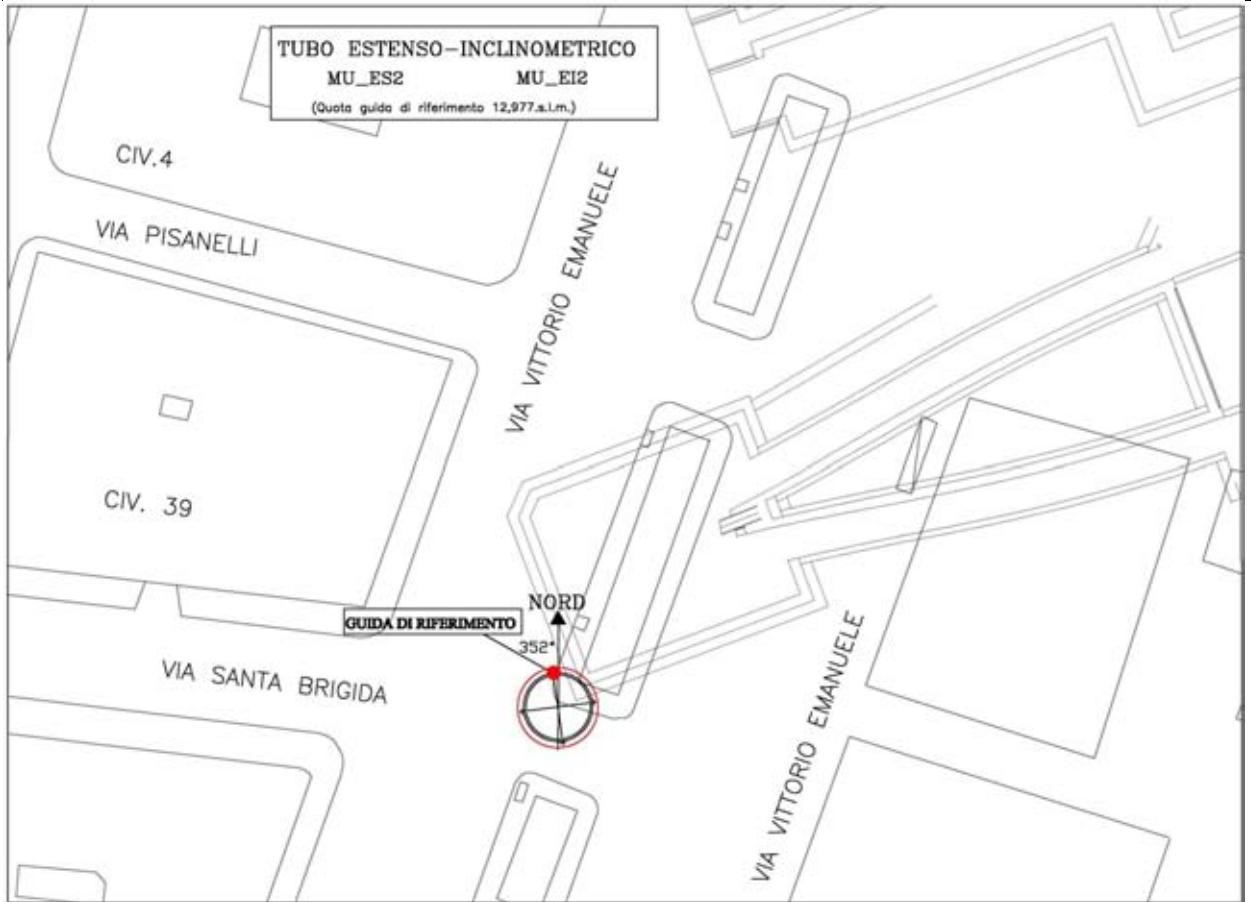 TUBO ESTENSO-INCLINOMETRICO
MU_ES2 MU_EI2
(Quota guida di riferimento 12,977.s.l.m.)
CIV.4
VIA PISANELLI
VIA VITTORIO EMANUELE
CIV. 39
NORD
GUIDA DI RIFERIMENTO
352°
VIA SANTA BRIGIDA
VIA VITTORIO EMANUELE